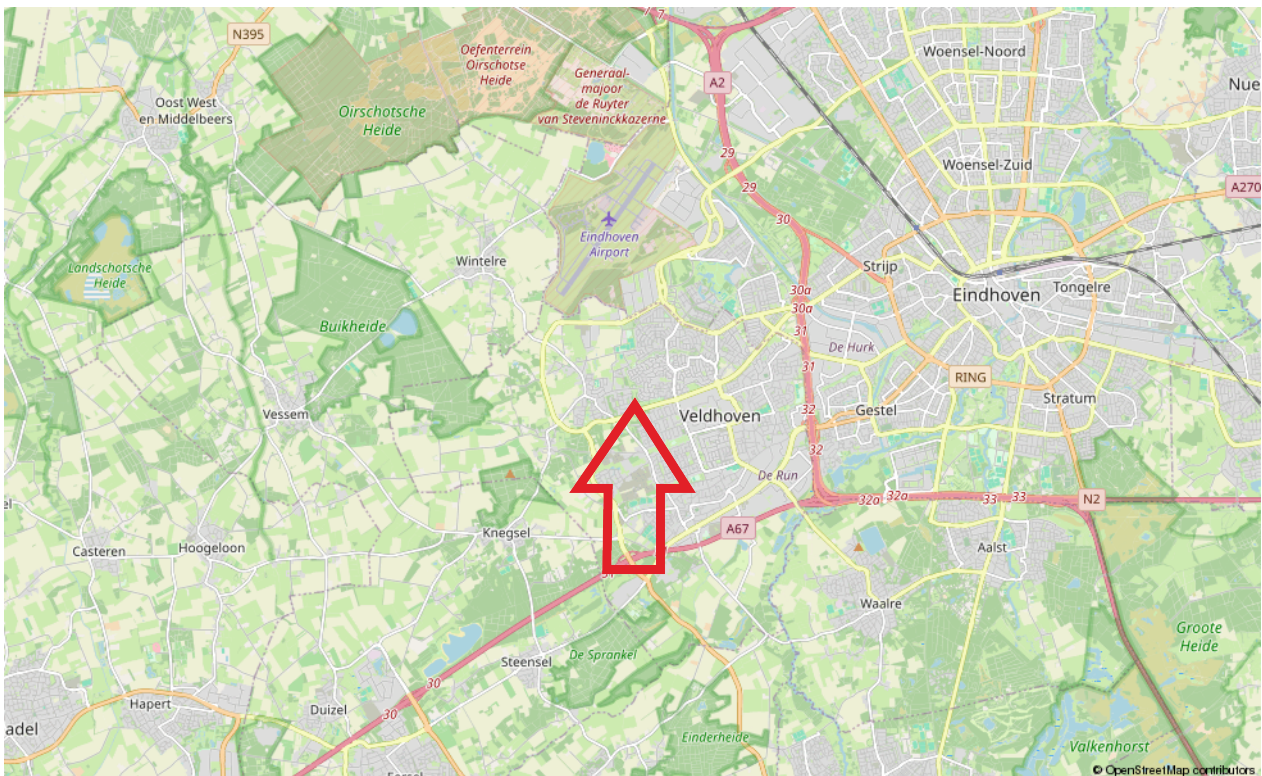 7
7
N395
Woensel-Noord
Oefenterrein
Oirschotse
Heide
Generaal-
majoor
de Ruyter
van Steveninckkazerne
A2
Nue
Oost West
en Middelbeers
Oirschotsche
Heide
29
Woensel-Zuid
29
A270
30
Eindhoven
Airport
Wintelre
Strijp
Landschotsche
Heide
30a
Eindhoven
Tongelre
30a
Buikheide
31
De Hurk
31
RING
Stratum
Vessem
Veldhoven
32
Gestel
32
De Run
32a
32a
33
33
N2
el
Knegsel
A67
Casteren
Hoogeloon
Aalst
Waalre
Groote
Heide
Steensel
De Sprankel
30
Hapert
Duizel
30
adel
Einderheide
Valkenhorst
© OpenStreetMap contributors